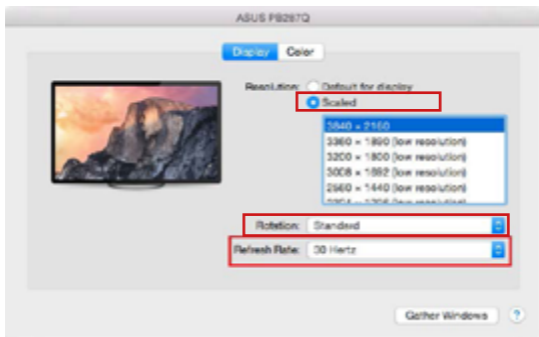 ASUS PB287Q
Display Color
Resolution: Default for display
Scaled
3840 × 2160
3360 × 1890 (low resolution)
3200 × 1800 (low resolution)
3008 × 1692 (low resolution)
2560 × 1440 (low resolution)
Rotation: Standard
Refresh Rate: 30 Hertz
Gather Windows ?